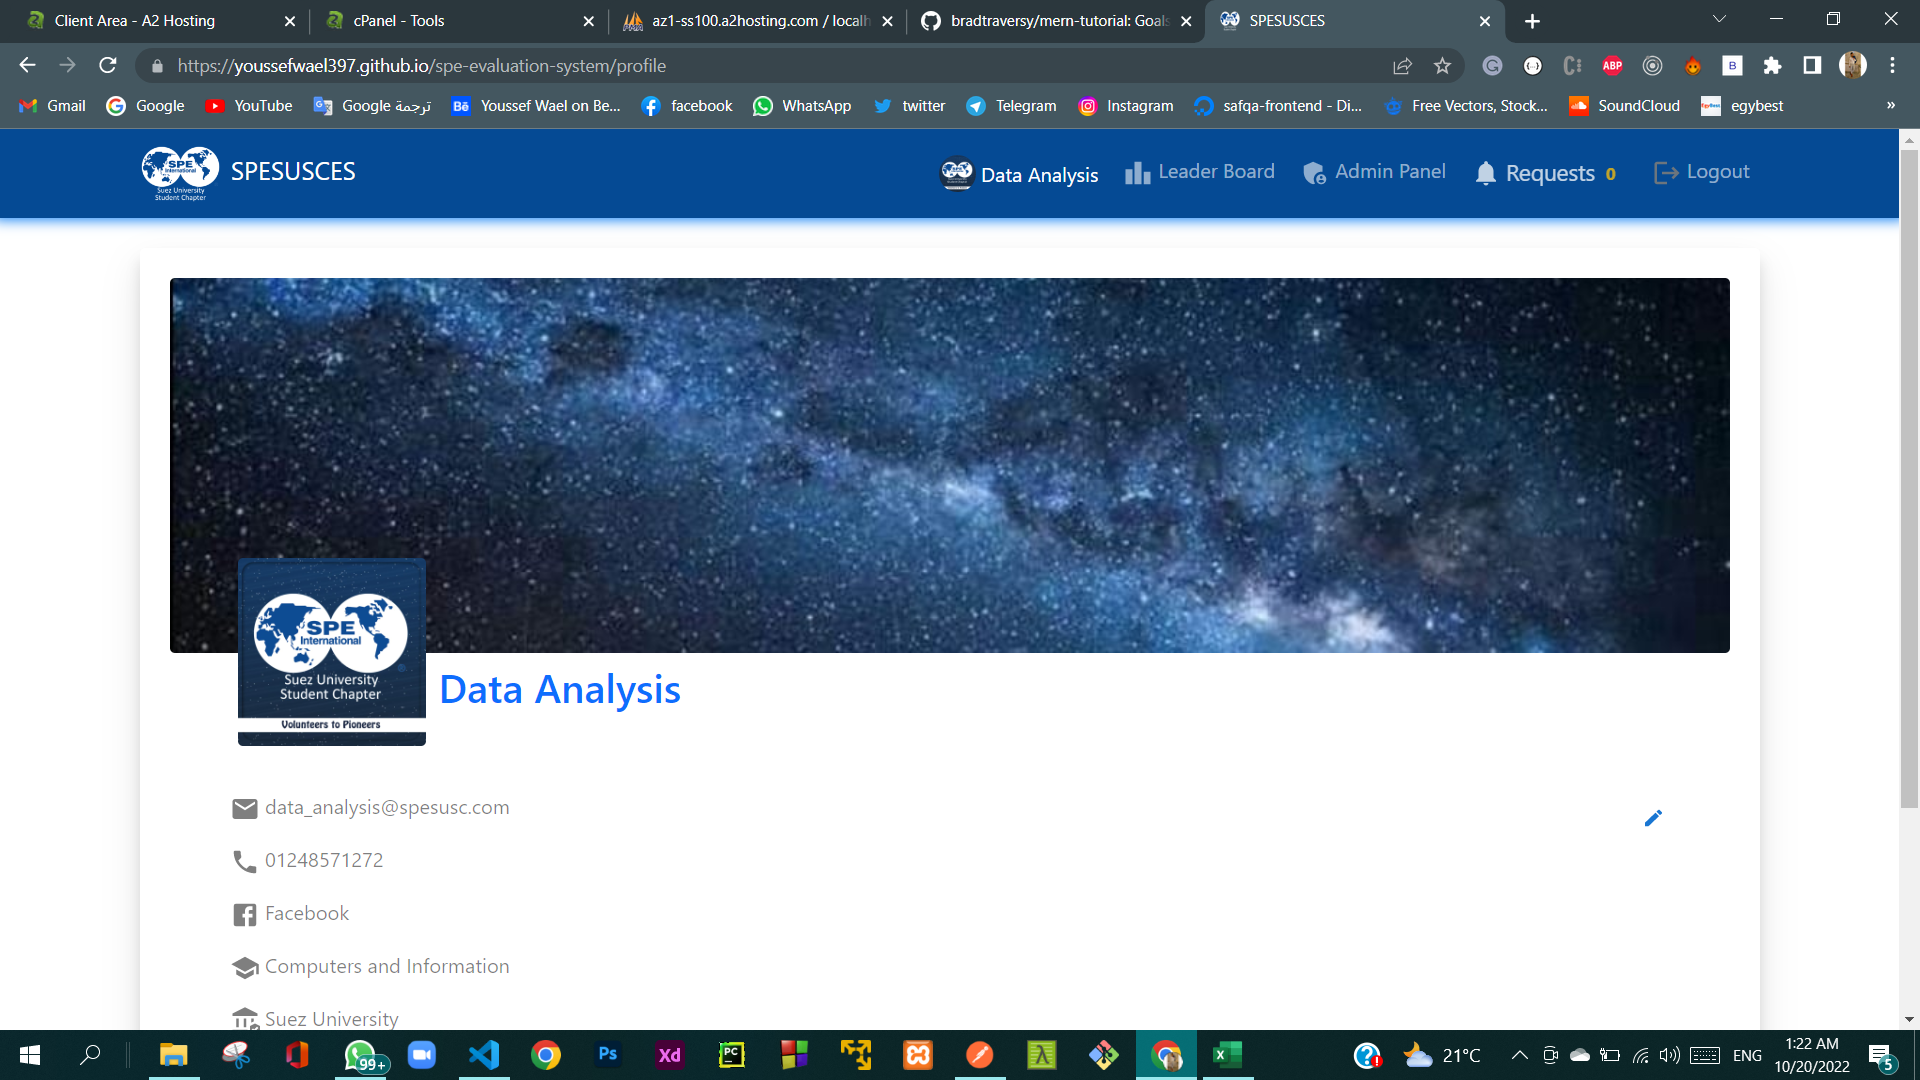 Client Area - A2 Hosting
cPanel - Tools
az1-ss100.a2hosting.com / localh
bradtraversy/mern-tutorial: Goals
SPESUSCES
https://youssefwael397.github.io/spe-evaluation-system/profile
Gmail
Google
YouTube
Google ترجمة
Youssef Wael on Be...
facebook
WhatsApp
twitter
Telegram
Instagram
safqa-frontend - Di...
Free Vectors, Stock...
SoundCloud
egybest
»
SPE
International
Suez University
Student Chapter
SPESUSCES
Data Analysis
Leader Board
Admin Panel
Requests 0
Logout
SPE
International
Suez University
Student Chapter
Volunteers to Pioneers
Data Analysis
data_analysis@spesusc.com
01248571272
Facebook
Computers and Information
Suez University
99+
Ps
Xd
PC
21°C
ENG
1:22 AM
10/20/2022
5